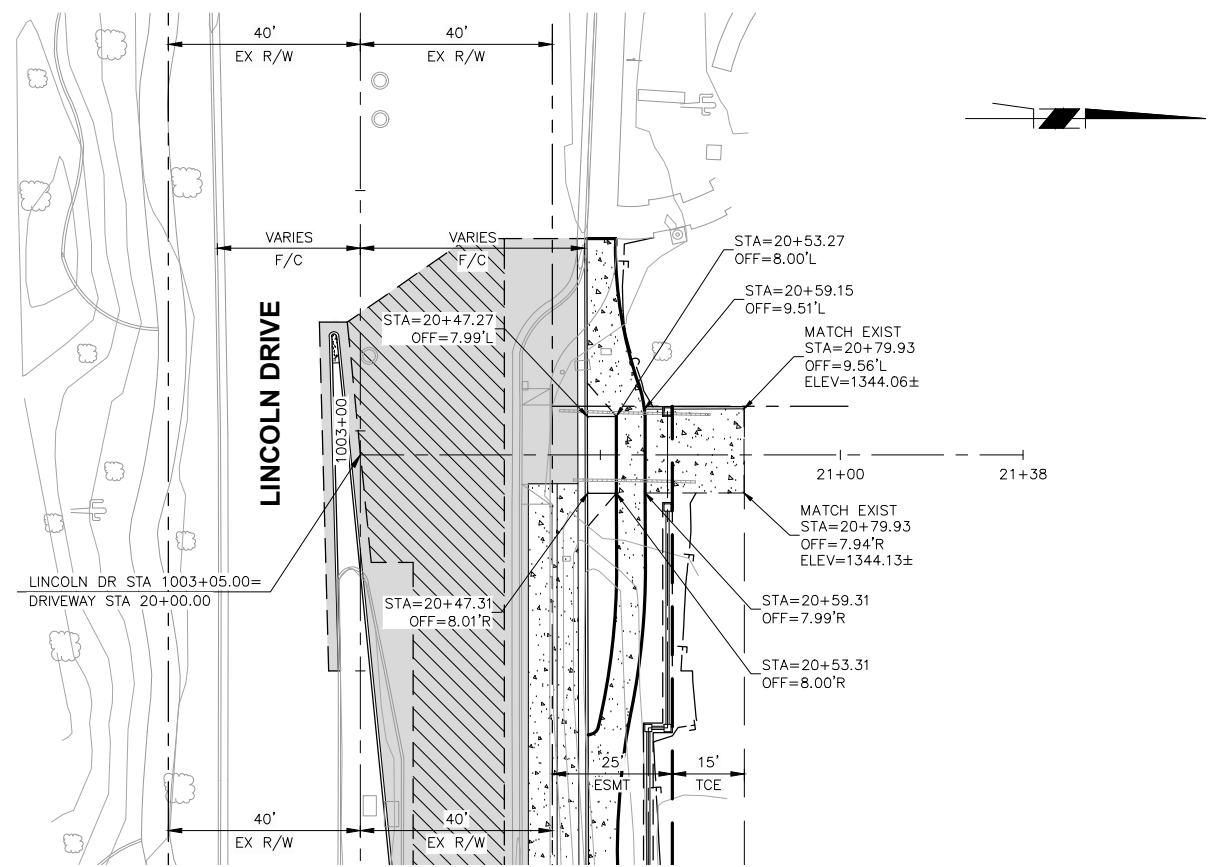 40'
EX R/W
40'
EX R/W
VARIES
F/C
VARIES
F/C
LINCOLN DRIVE
1003+00
STA=20+47.27
OFF=7.99'L
STA=20+53.27
OFF=8.00'L
STA=20+59.15
OFF=9.51'L
MATCH EXIST
STA=20+79.93
OFF=9.56'L
ELEV=1344.06±
21+00
21+38
MATCH EXIST
STA=20+79.93
OFF=7.94'R
ELEV=1344.13±
LINCOLN DR STA 1003+05.00=
DRIVEWAY STA 20+00.00
STA=20+47.31
OFF=8.01'R
STA=20+59.31
OFF=7.99'R
STA=20+53.31
OFF=8.00'R
25'
ESMT
15'
TCE
40'
EX R/W
40'
EX R/W
F
F
F
F
C